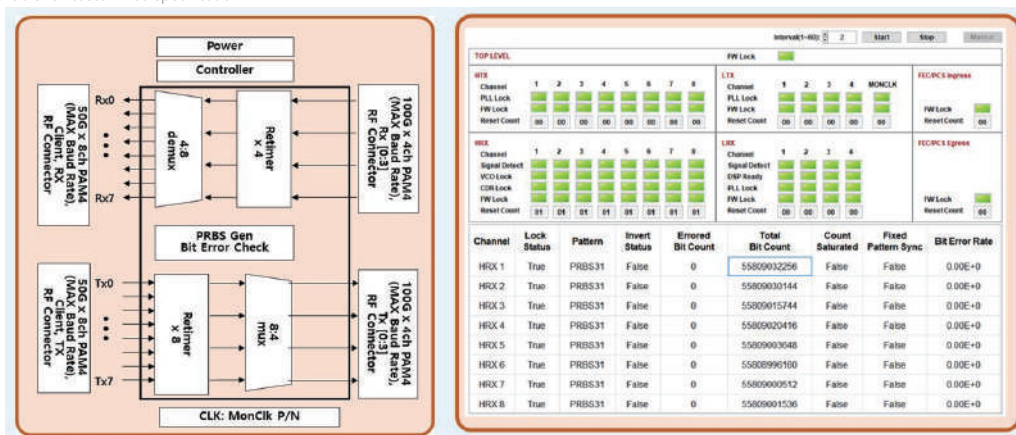 Power
Controller
Rx0
Rx7
50G x 8ch PAM4
(MAX Baud Rate),
Client, RX
RF Connector
4:8
demux
Retimer
x 4
100G x 4ch PAM4
(MAX Baud Rate),
Rx [0:3]
RF Connector
PRBS Gen
Bit Error Check
Tx0
Tx7
50G x 8ch PAM4
(MAX Baud Rate),
Client, TX
RF Connector
Retimer
x 8
8:4
mux
100G x 4ch PAM4
(MAX Baud Rate),
Tx [0:3]
RF Connector
CLK: MonClk P/N
Interval(1~60): 2 Start Stop Manual
TOP LEVEL FW Lock
HTX
Channel 1 2 3 4 5 6 7 8
PLL Lock
FW Lock
Reset Count 00 00 00 00 00 00 00 00
LTX
Channel 1 2 3 4 MONCLK
PLL Lock
FW Lock
Reset Count 00 00 00 00 00
FEC/PCS Ingress
FW Lock
Reset Count 00
HRX
Channel 1 2 3 4 5 6 7 8
Signal Detect
VCO Lock
CDR Lock
FW Lock
Reset Count 01 01 01 01 01 01 01 01
LRX
Channel 1 2 3 4
Signal Detect
DSP Ready
PLL Lock
FW Lock
Reset Count 00 00 00 00
FEC/PCS Egress
FW Lock
Reset Count 00
Channel Lock Status Pattern Invert Status Errored Bit Count Total Bit Count Count Saturated Fixed Pattern Sync Bit Error Rate
HRX 1 True PRBS31 False 0 55809032256 False False 0.00E+0
HRX 2 True PRBS31 False 0 55809030144 False False 0.00E+0
HRX 3 True PRBS31 False 0 55809015744 False False 0.00E+0
HRX 4 True PRBS31 False 0 55809020416 False False 0.00E+0
HRX 5 True PRBS31 False 0 55809003648 False False 0.00E+0
HRX 6 True PRBS31 False 0 55808996160 False False 0.00E+0
HRX 7 True PRBS31 False 0 55809000512 False False 0.00E+0
HRX 8 True PRBS31 False 0 55809001536 False False 0.00E+0